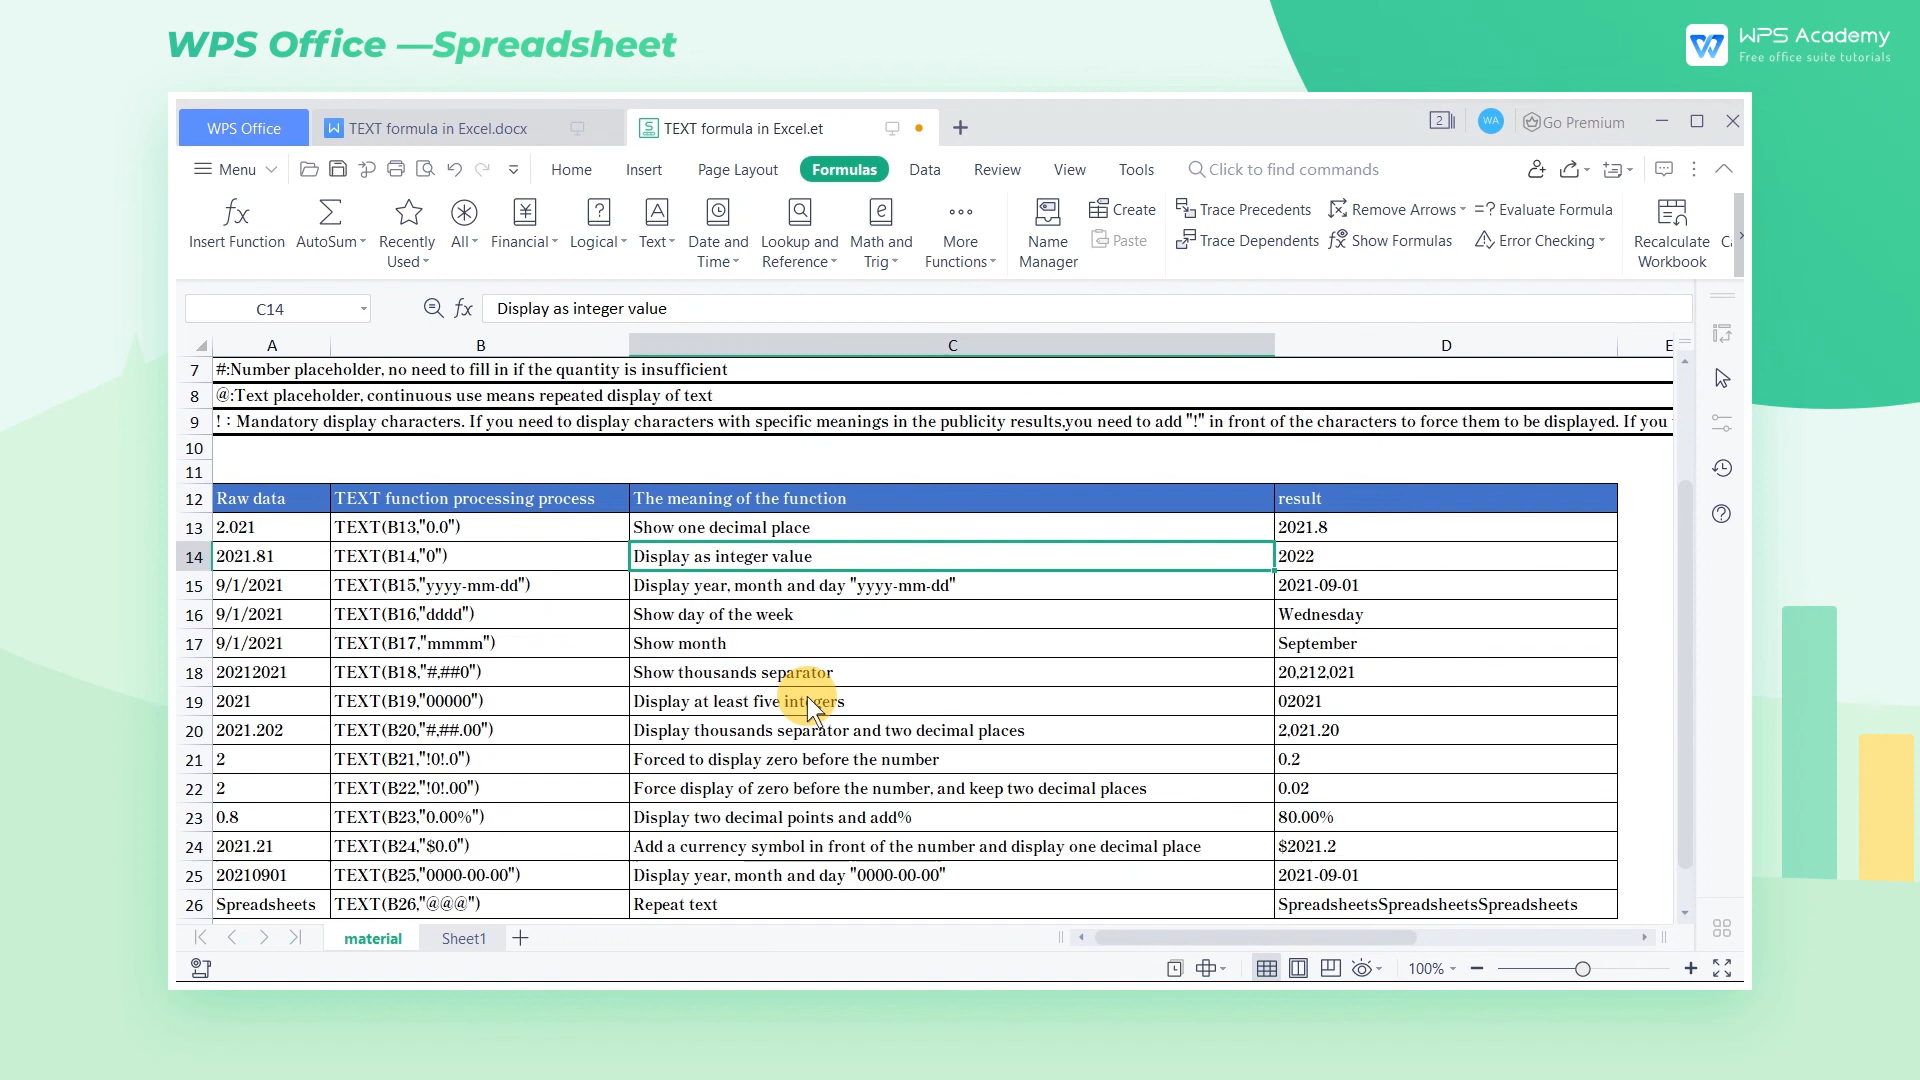 WPS Office —Spreadsheet
WPS Academy
Free office suite tutorials
WPS Office
TEXT formula in Excel.docx
TEXT formula in Excel.et
2
WA
Go Premium
Menu
Home
Insert
Page Layout
Formulas
Data
Review
View
Tools
Click to find commands
Insert Function
AutoSum
Recently Used
All
Financial
Logical
Text
Date and Time
Lookup and Reference
Math and Trig
More Functions
Name Manager
Create
Paste
Trace Precedents
Trace Dependents
Remove Arrows
Show Formulas
Evaluate Formula
Error Checking
Recalculate Workbook
C14
Display as integer value
A B C D E
7 #:Number placeholder, no need to fill in if the quantity is insufficient
8 @:Text placeholder, continuous use means repeated display of text
9 ! : Mandatory display characters. If you need to display characters with specific meanings in the publicity results,you need to add "!" in front of the characters to force them to be displayed. If you
10
11
12 Raw data TEXT function processing process The meaning of the function result
13 2.021 TEXT(B13,"0.0") Show one decimal place 2021.8
14 2021.81 TEXT(B14,"0") Display as integer value 2022
15 9/1/2021 TEXT(B15,"yyyy-mm-dd") Display year, month and day "yyyy-mm-dd" 2021-09-01
16 9/1/2021 TEXT(B16,"dddd") Show day of the week Wednesday
17 9/1/2021 TEXT(B17,"mmmm") Show month September
18 20212021 TEXT(B18,"#,##0") Show thousands separator 20,212,021
19 2021 TEXT(B19,"00000") Display at least five integers 02021
20 2021.202 TEXT(B20,"#,##.00") Display thousands separator and two decimal places 2,021.20
21 2 TEXT(B21,"!0!.0") Forced to display zero before the number 0.2
22 2 TEXT(B22,"!0!.00") Force display of zero before the number, and keep two decimal places 0.02
23 0.8 TEXT(B23,"0.00%") Display two decimal points and add% 80.00%
24 2021.21 TEXT(B24,"$0.0") Add a currency symbol in front of the number and display one decimal place $2021.2
25 20210901 TEXT(B25,"0000-00-00") Display year, month and day "0000-00-00" 2021-09-01
26 Spreadsheets TEXT(B26,"@@@") Repeat text SpreadsheetsSpreadsheetsSpreadsheets
material
Sheet1
100%